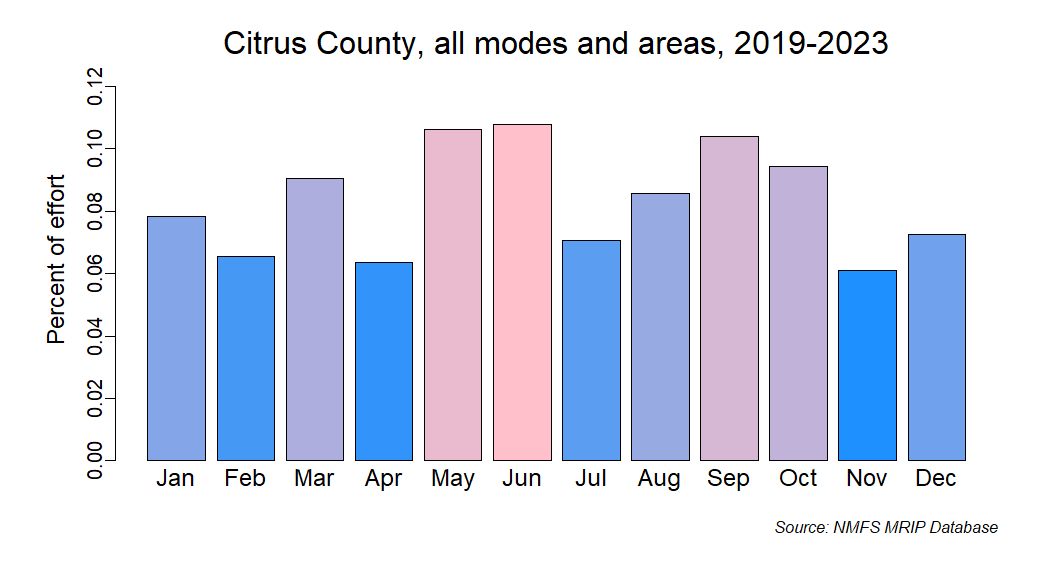 Citrus County, all modes and areas, 2019-2023
Percent of effort
0.12
0.10
0.08
0.06
0.04
0.02
0.00
Jan Feb Mar Apr May Jun Jul Aug Sep Oct Nov Dec
Source: NMFS MRIP Database